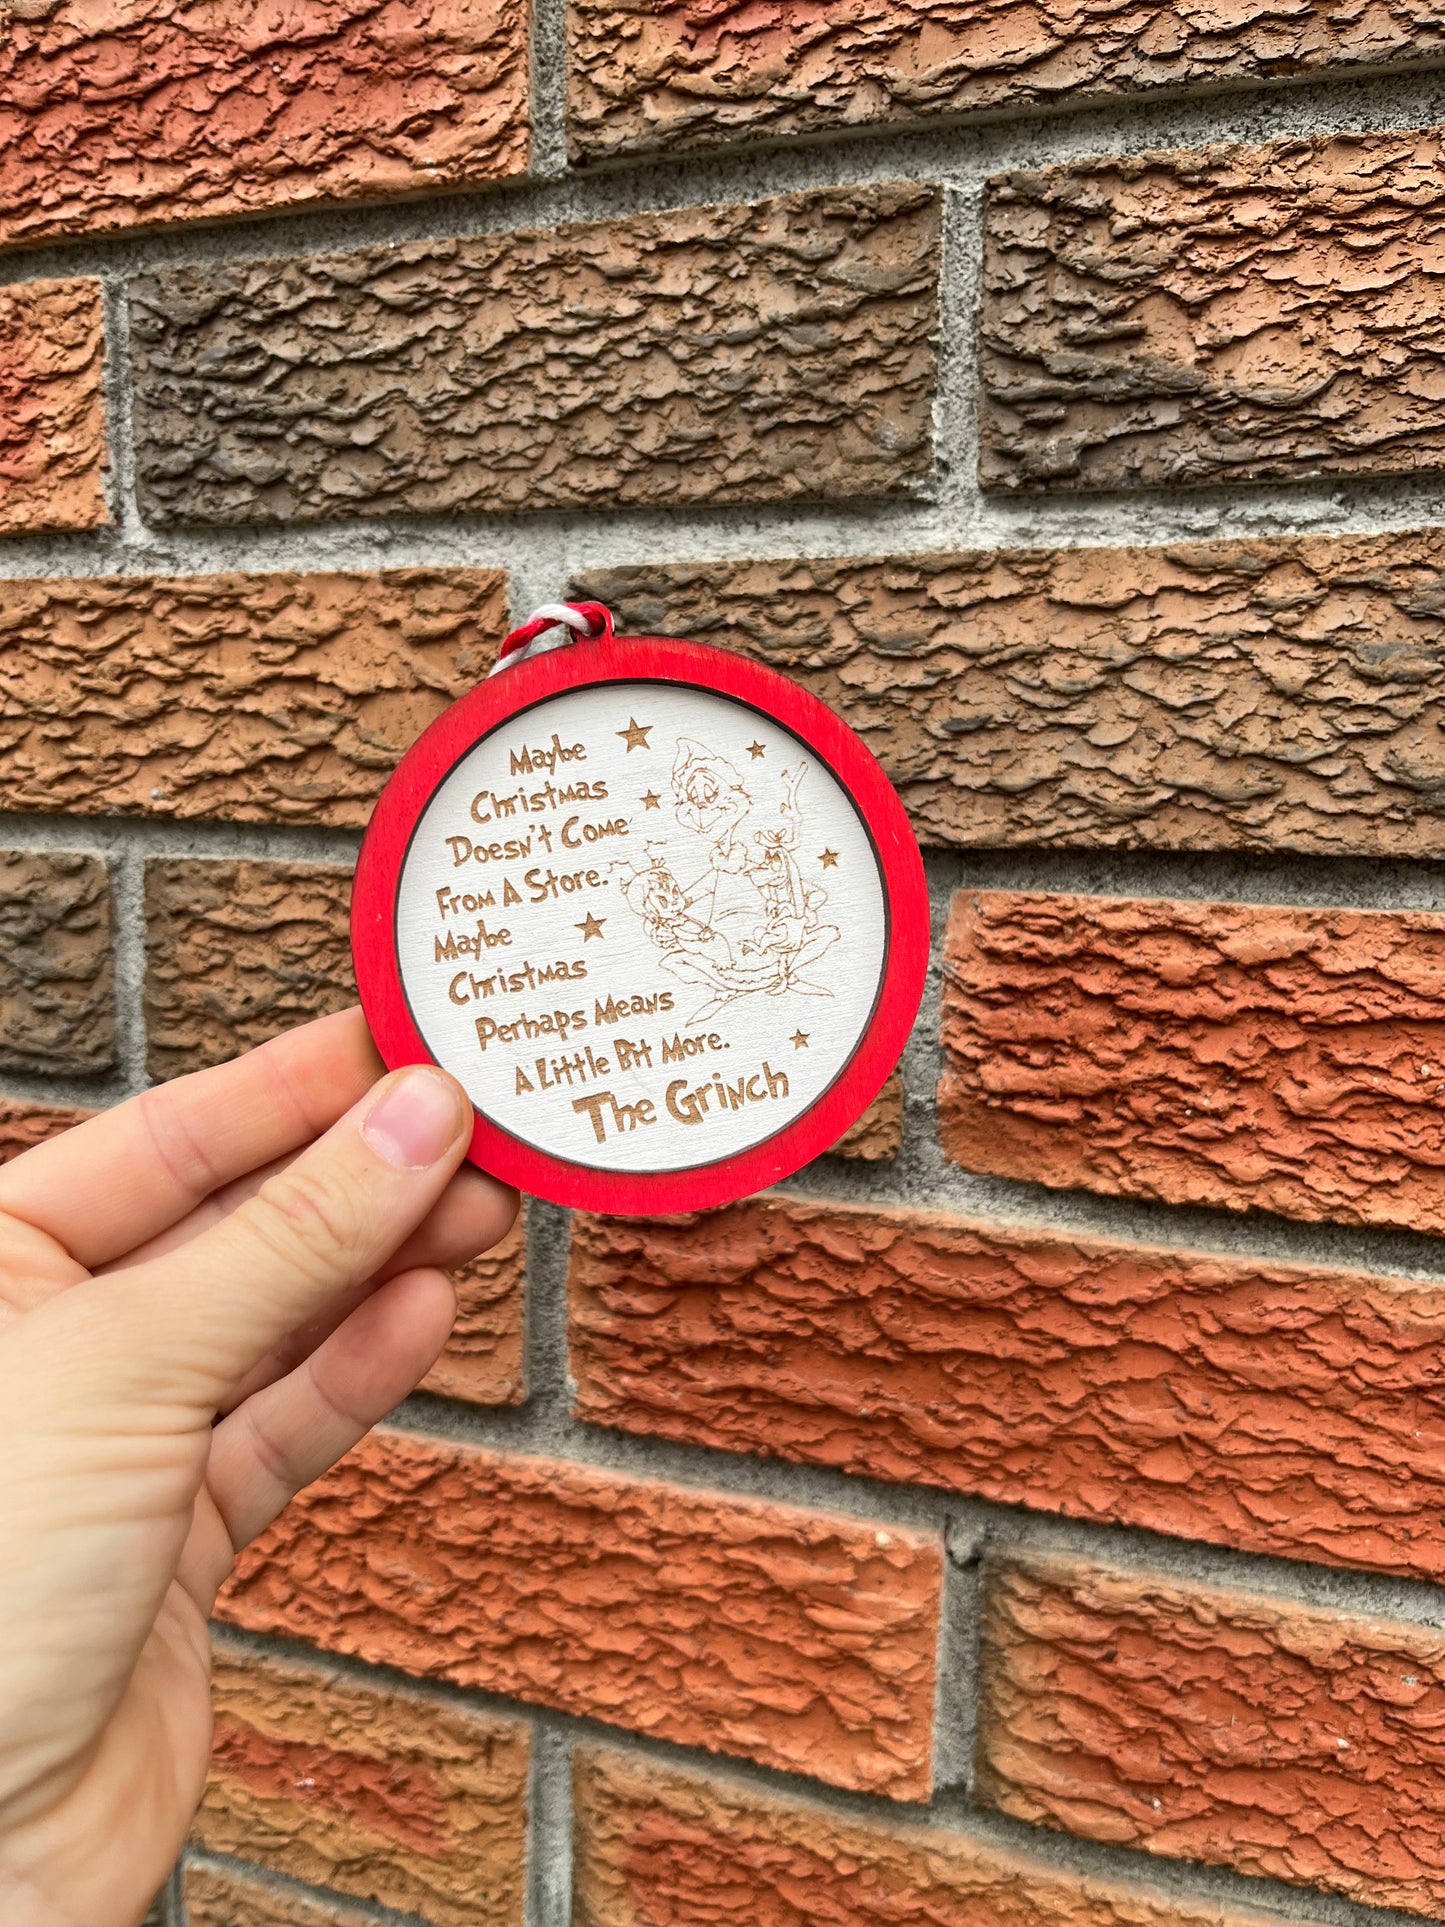 Maybe
Christmas
Doesn't Come
From A Store.
Maybe
Christmas
Perhaps Means
A Little Bit More.
The Grinch